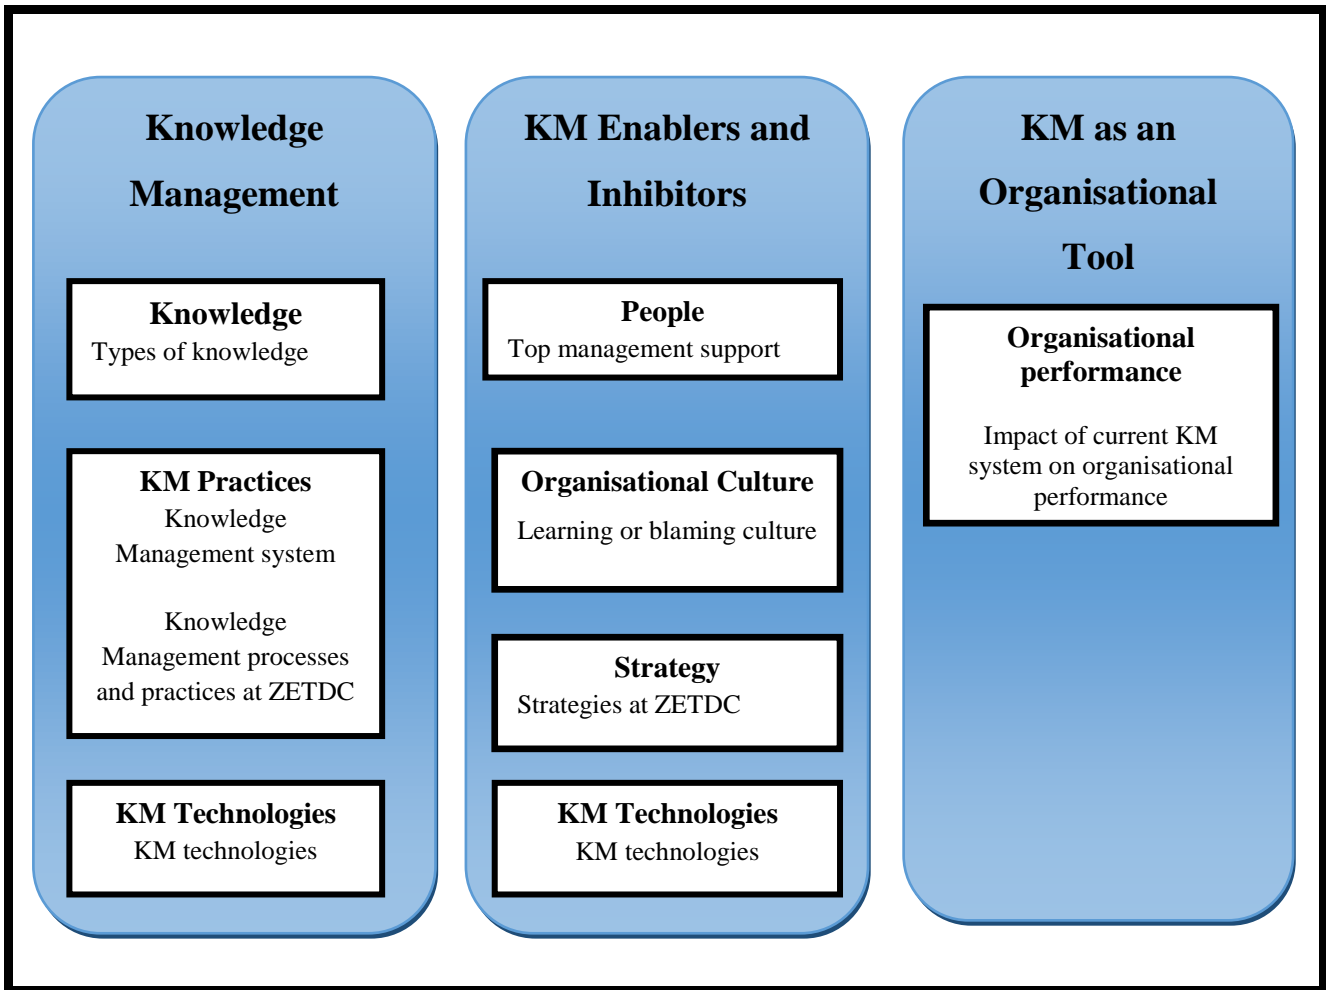 Knowledge
Management
Knowledge
Types of knowledge
KM Practices
Knowledge
Management system
Knowledge
Management processes
and practices at ZETDC
KM Technologies
KM technologies
KM Enablers and
Inhibitors
People
Top management support
Organisational Culture
Learning or blaming culture
Strategy
Strategies at ZETDC
KM Technologies
KM technologies
KM as an
Organisational
Tool
Organisational
performance
Impact of current KM
system on organisational
performance